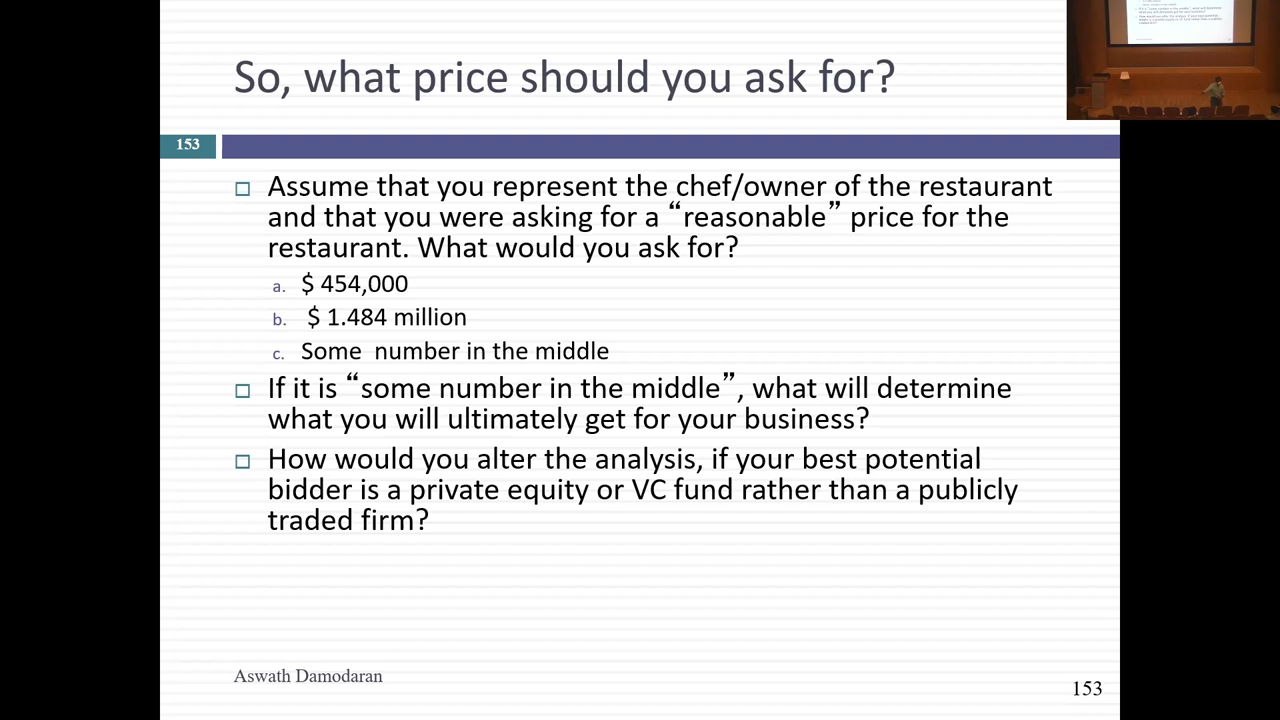 So, what price should you ask for?
153
Assume that you represent the chef/owner of the restaurant
and that you were asking for a “reasonable” price for the
restaurant. What would you ask for?
a. $ 454,000
b. $ 1.484 million
c. Some number in the middle
If it is “some number in the middle”, what will determine
what you will ultimately get for your business?
How would you alter the analysis, if your best potential
bidder is a private equity or VC fund rather than a publicly
traded firm?
Aswath Damodaran
153